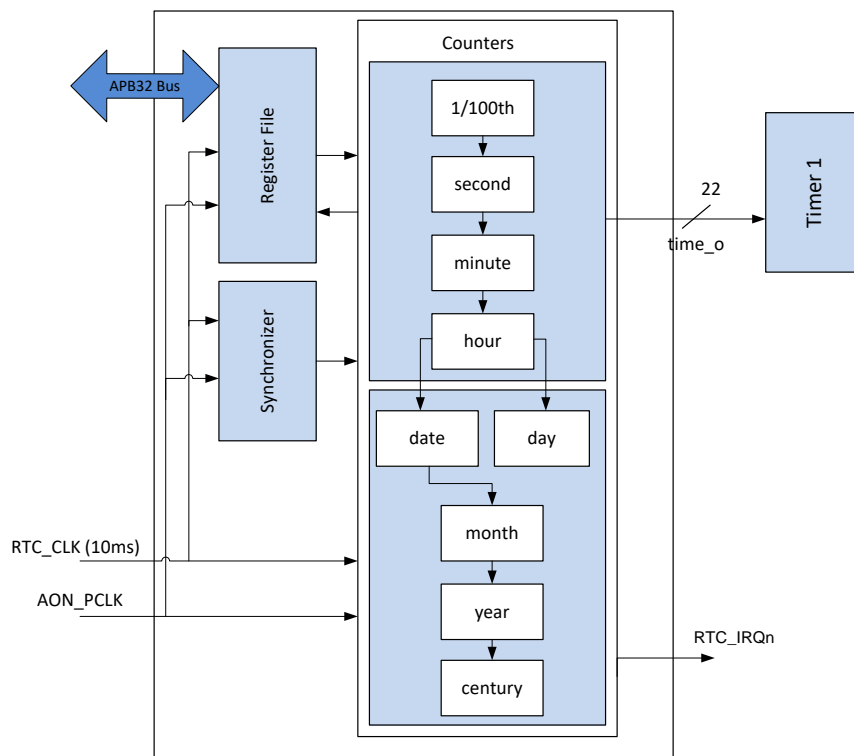 Counters
APB32 Bus
Register File
1/100th
second
minute
hour
22
time_o
Timer 1
Synchronizer
date
day
month
year
century
RTC_CLK (10ms)
AON_PCLK
RTC_IRQn